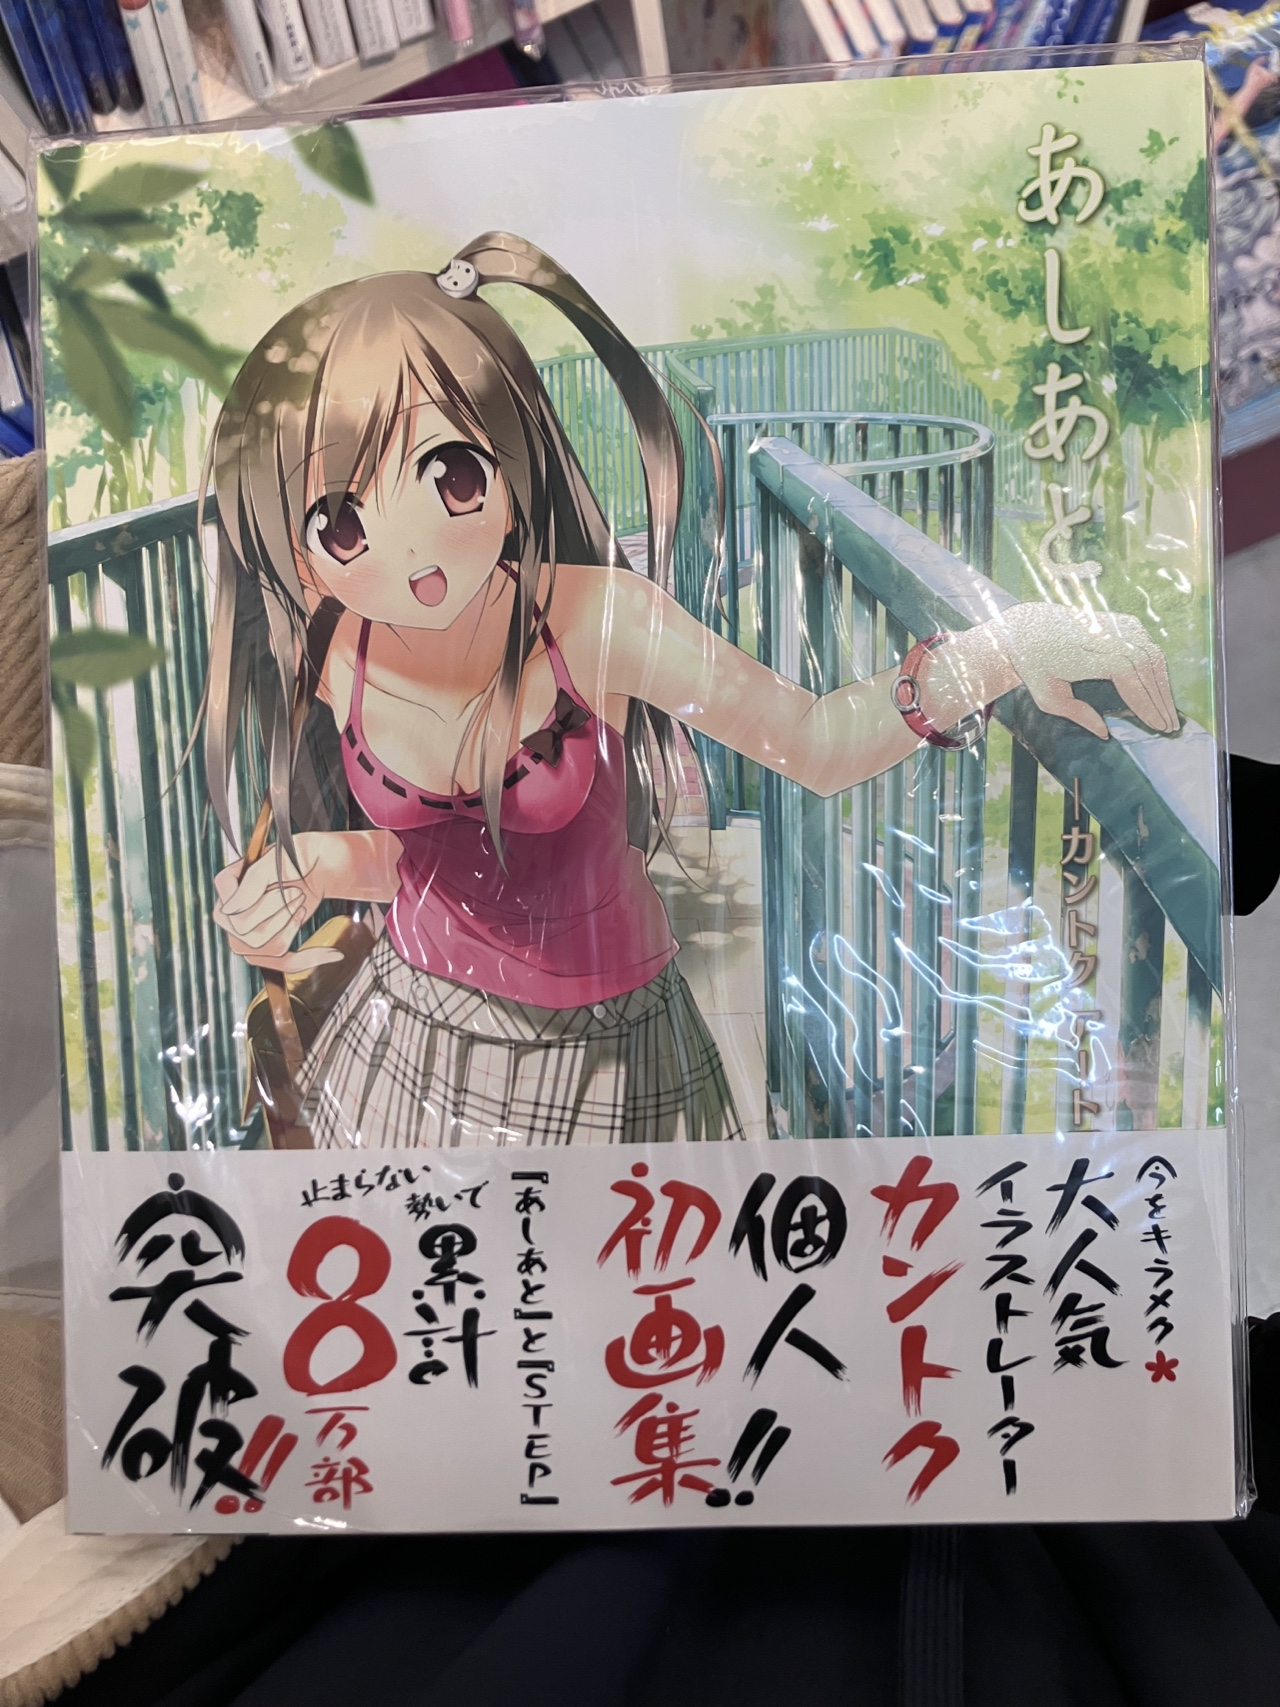 あしあと
―カントク アート
今をキラメク*
大人気
イラストレーター
カントク
個人
初画集!!
『あしあと』と『STEP』
止まらない
勢いで
累計
8万部
突破!!